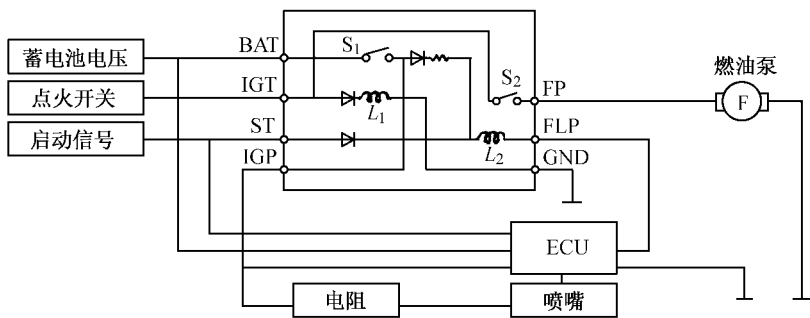 蓄电池电压
点火开关
启动信号
BAT
IGT
ST
IGP
S₁
L₁
S₂
L₂
FP
FLP
GND
燃油泵
F
ECU
电阻
喷嘴